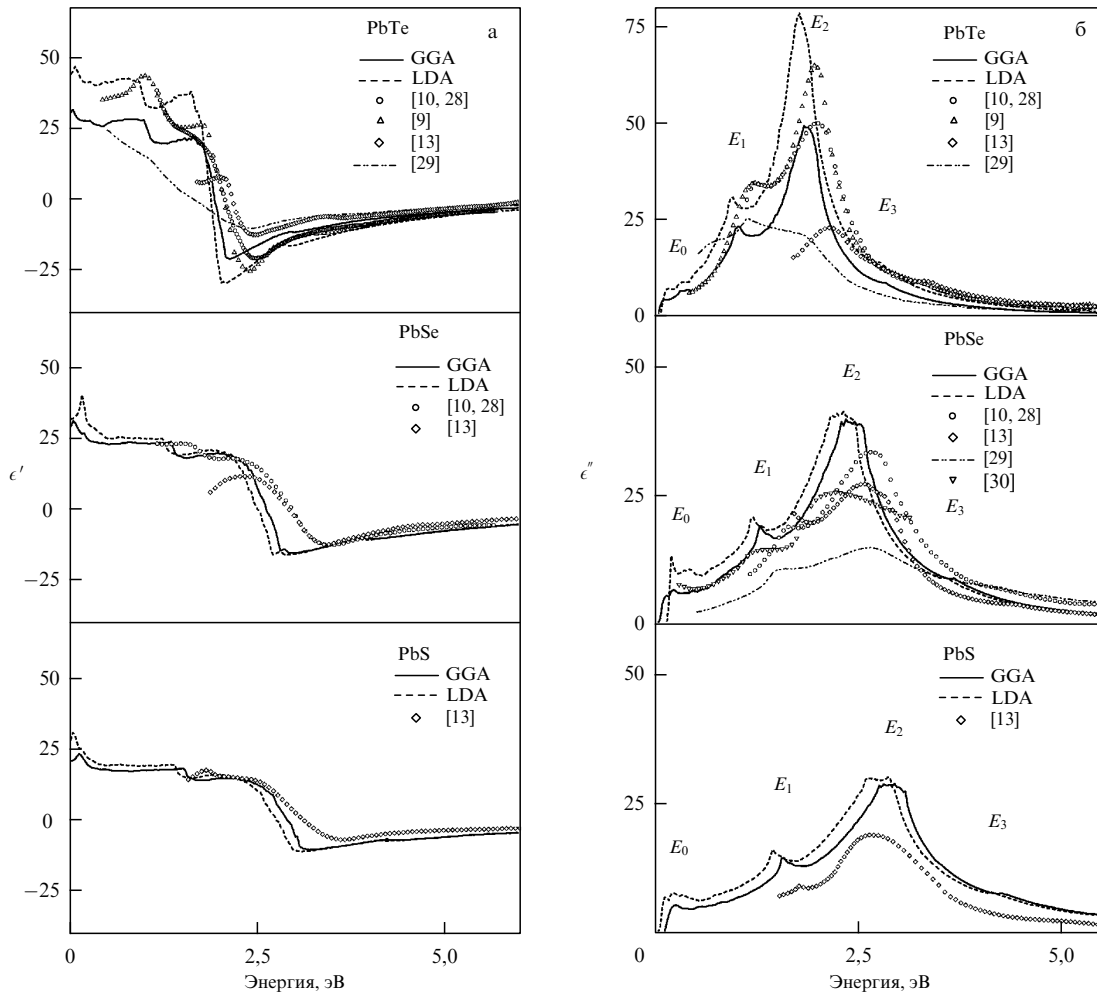 а
PbTe
GGA
LDA
[10, 28]
[9]
[13]
[29]
50
25
0
−25
PbSe
GGA
LDA
[10, 28]
[13]
50
25
0
−25
ϵ′
PbS
GGA
LDA
[13]
50
25
0
−25
0
2,5
5,0
Энергия, эВ
б
PbTe
GGA
LDA
[10, 28]
[9]
[13]
[29]
E₀
E₁
E₂
E₃
75
50
25
0
PbSe
GGA
LDA
[10, 28]
[13]
[29]
[30]
E₀
E₁
E₂
E₃
50
25
0
ϵ″
PbS
GGA
LDA
[13]
E₀
E₁
E₂
E₃
50
25
0
2,5
5,0
Энергия, эВ